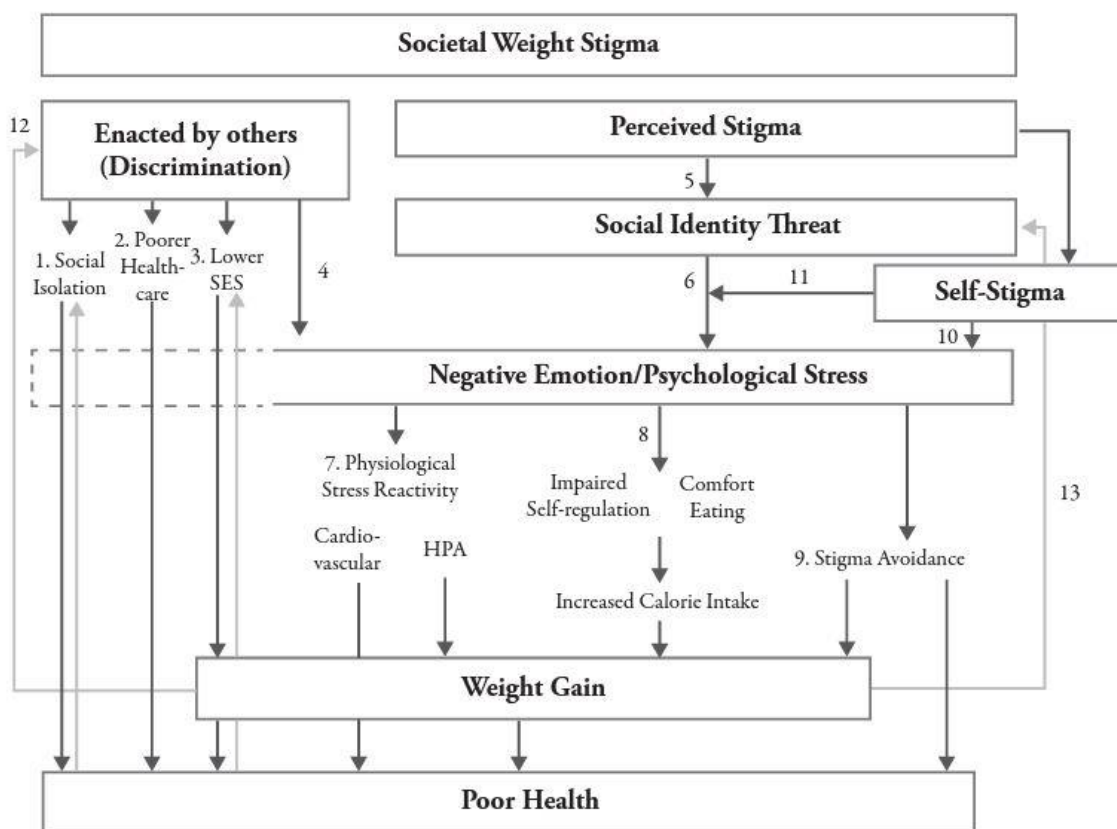 Societal Weight Stigma
12
Enacted by others
(Discrimination)
Perceived Stigma
5
Social Identity Threat
1. Social
Isolation
2. Poorer
Health-
care
3. Lower
SES
4
6
11
Self-Stigma
10
Negative Emotion/Psychological Stress
7. Physiological
Stress Reactivity
8
Impaired
Self-regulation
Comfort
Eating
13
Cardio-
vascular
HPA
9. Stigma Avoidance
Increased Calorie Intake
Weight Gain
Poor Health